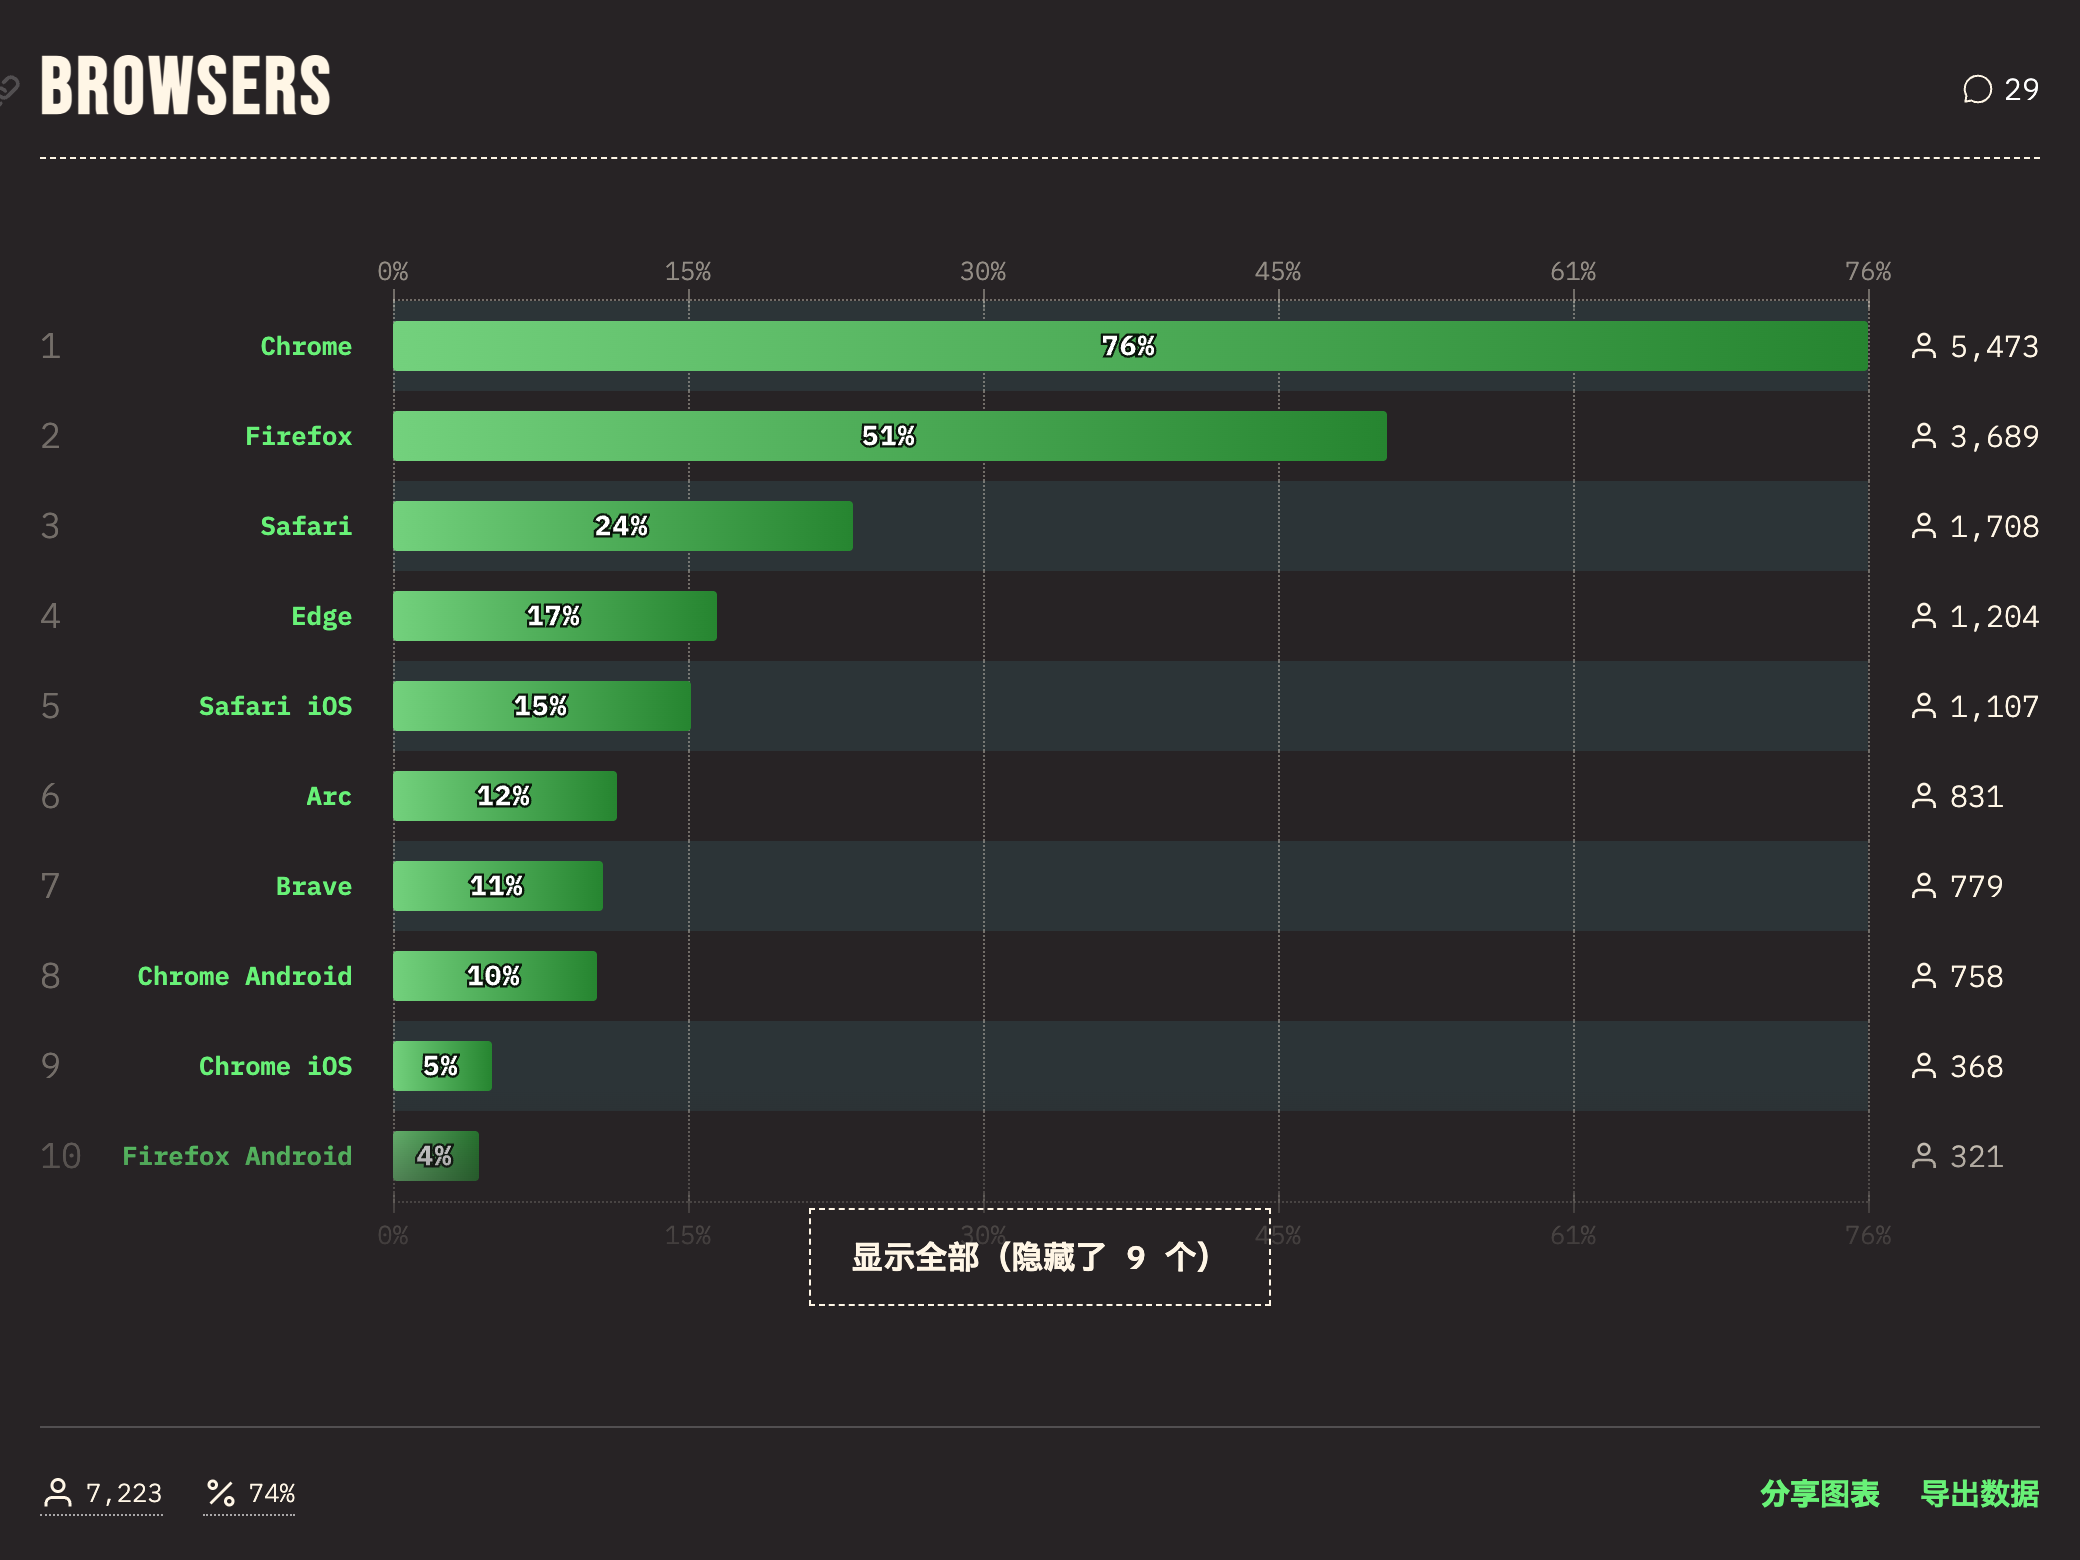 BROWSERS
29
0% 15% 30% 45% 61% 76%
1 Chrome 76% 5,473
2 Firefox 51% 3,689
3 Safari 24% 1,708
4 Edge 17% 1,204
5 Safari iOS 15% 1,107
6 Arc 12% 831
7 Brave 11% 779
8 Chrome Android 10% 758
9 Chrome iOS 5% 368
10 Firefox Android 4% 321
0% 15% 30% 45% 61% 76%
显示全部（隐藏了 9 个）
7,223 74% 分享图表 导出数据